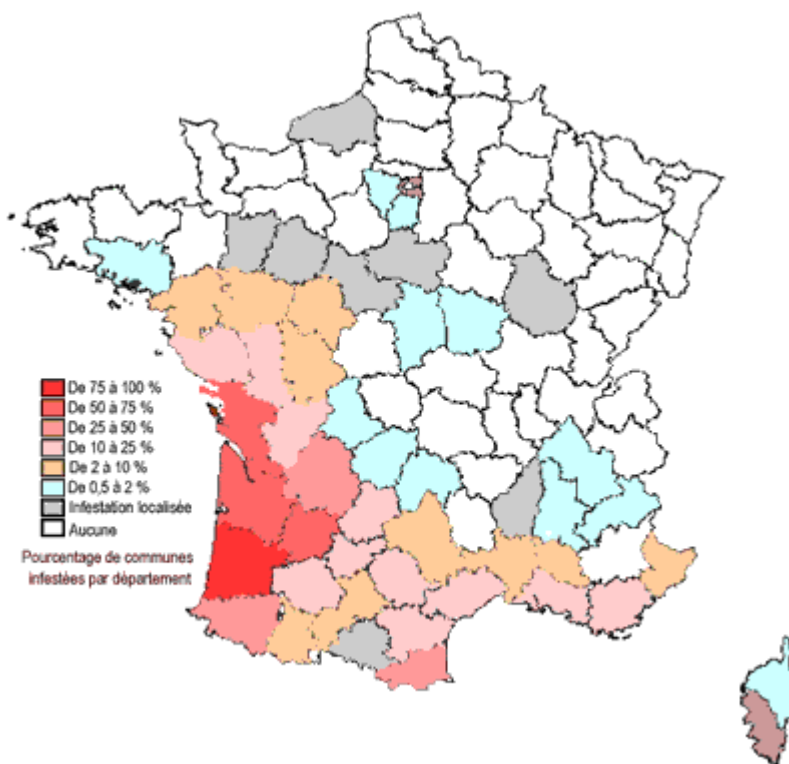 De 75 à 100 %
De 50 à 75 %
De 25 à 50 %
De 10 à 25 %
De 2 à 10 %
De 0,5 à 2 %
Infestation localisée
Aucune
Pourcentage de communes
infestées par département